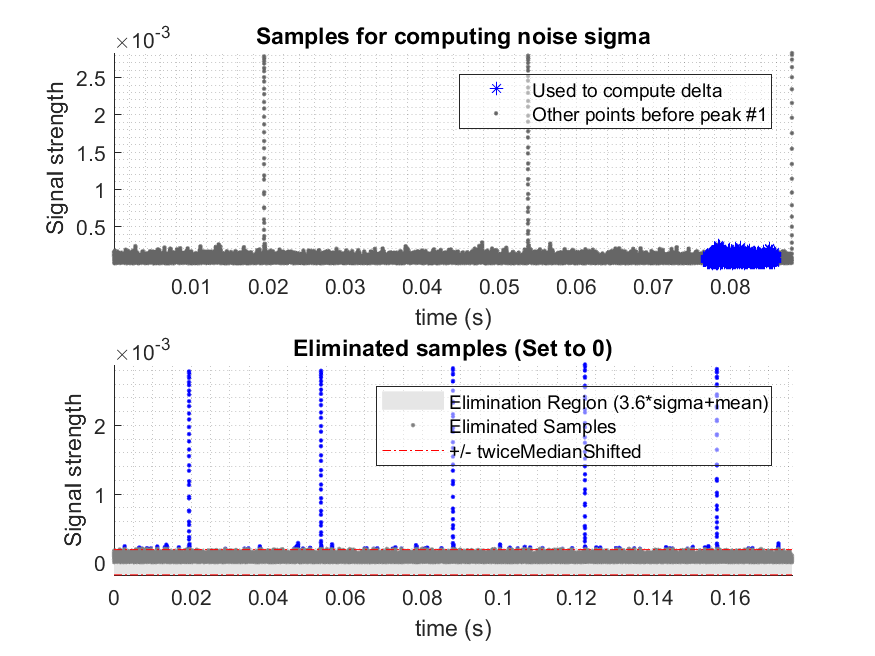 ×10-3
Samples for computing noise sigma
2.5
2
1.5
1
0.5
Signal strength
Used to compute delta
Other points before peak #1
0.01 0.02 0.03 0.04 0.05 0.06 0.07 0.08
time (s)
×10-3
Eliminated samples (Set to 0)
2
1
0
Signal strength
Elimination Region (3.6*sigma+mean)
Eliminated Samples
+/- twiceMedianShifted
0 0.02 0.04 0.06 0.08 0.1 0.12 0.14 0.16
time (s)